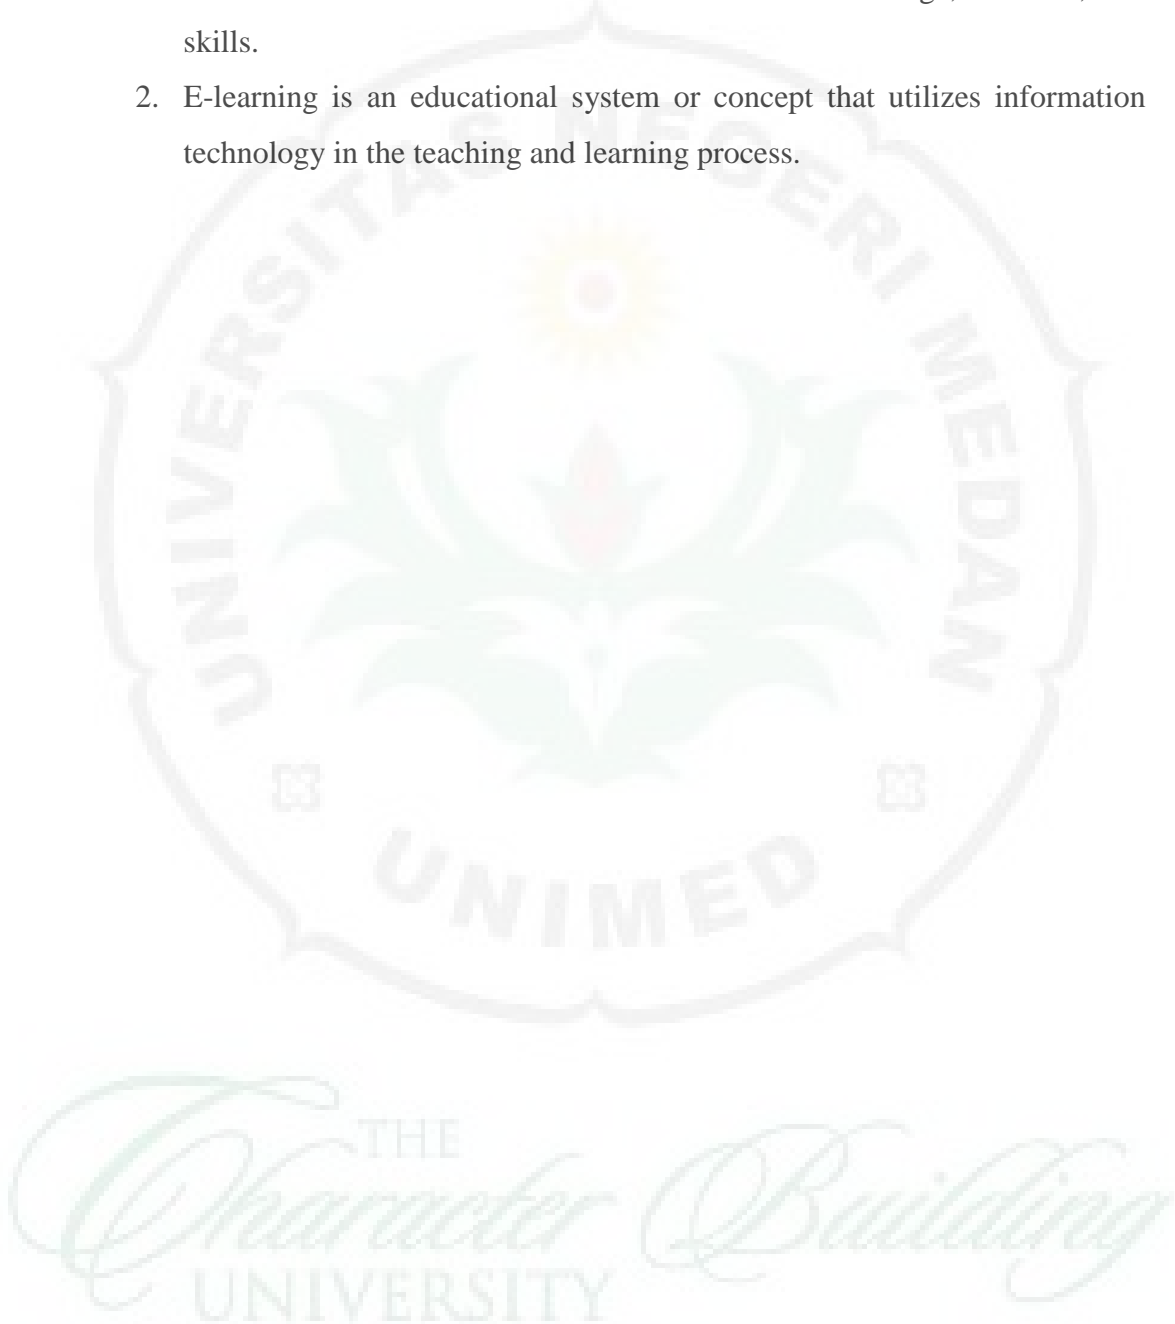 skills.
2. E-learning is an educational system or concept that utilizes information
technology in the teaching and learning process.
UNIVERSITAS NEGERI MEDAN
UNIMED
THE
Character Building
UNIVERSITY